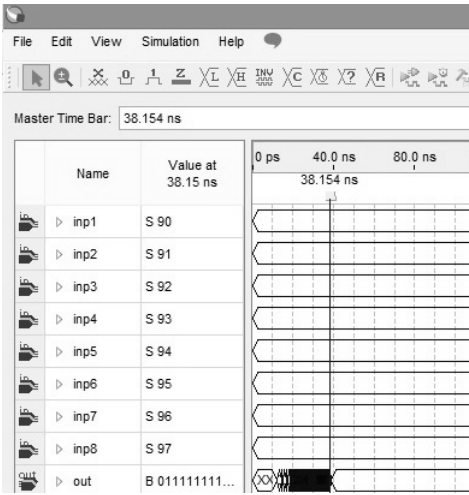 File Edit View Simulation Help
Master Time Bar: 38.154 ns
Name Value at 38.15 ns 0 ps 40.0 ns 80.0 ns
38.154 ns
inp1 S 90
inp2 S 91
inp3 S 92
inp4 S 93
inp5 S 94
inp6 S 95
inp7 S 96
inp8 S 97
out B 011111111...